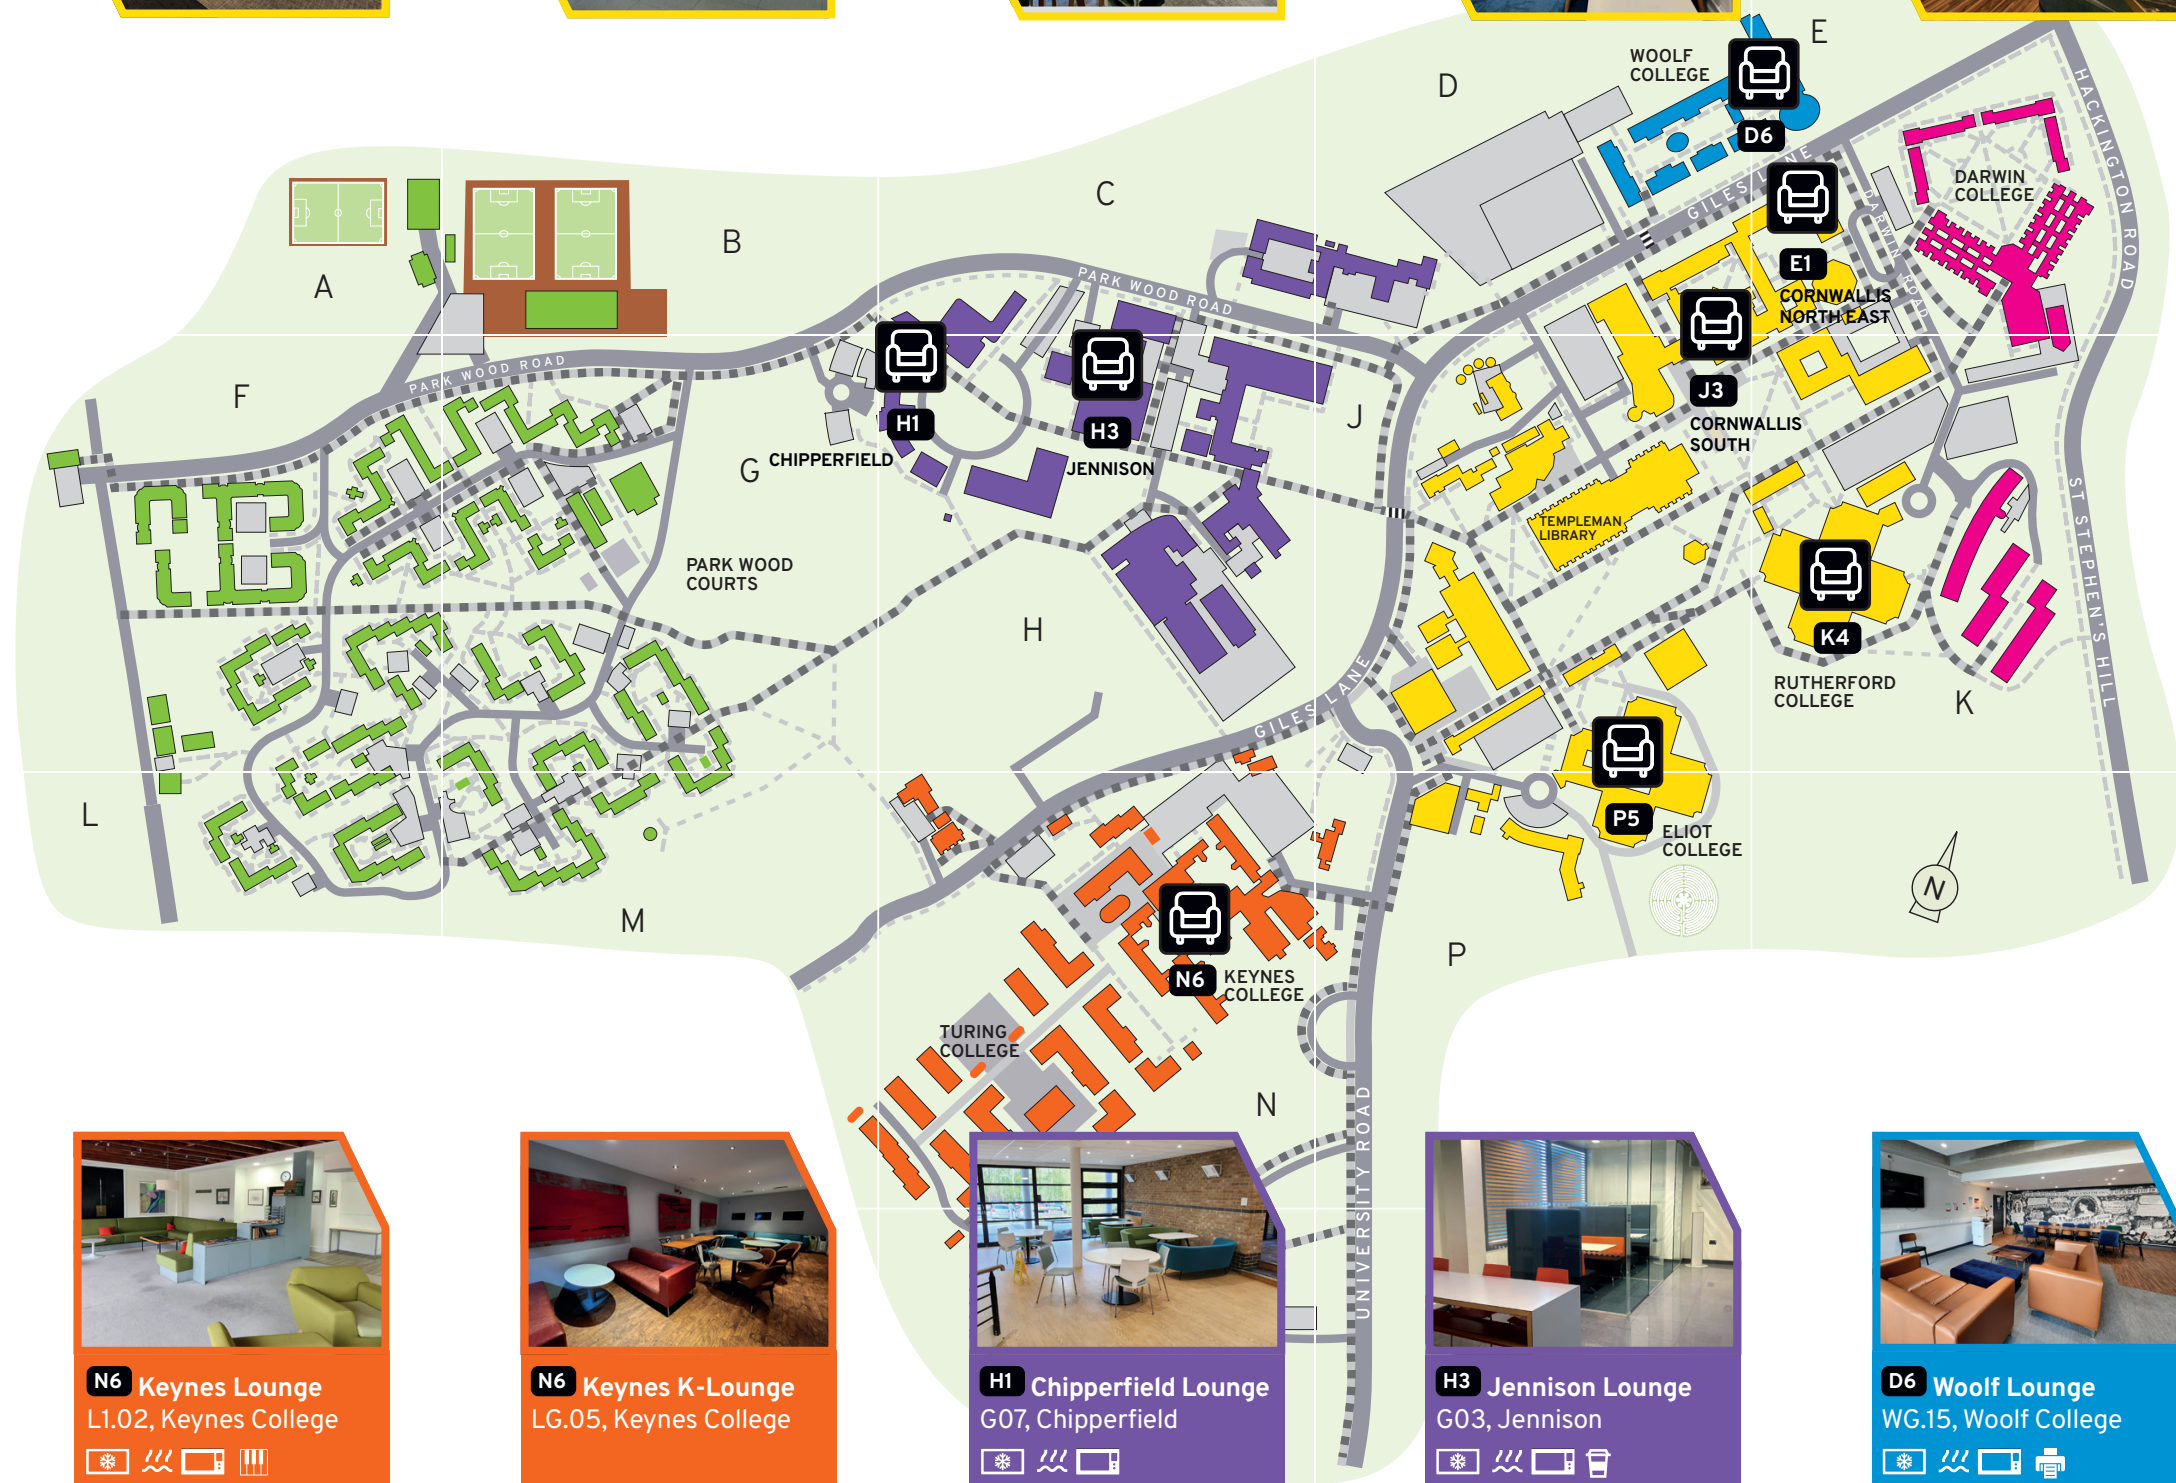 E
WOOLF
COLLEGE
D
D6
HACKINGTON ROAD
GILES LANE
DARWIN
COLLEGE
DARWIN ROAD
C
B
A
E1
CORNWALLIS
NORTH EAST
PARK WOOD ROAD
PARK WOOD ROAD
F
H1
CHIPPERFIELD
G
H3
JENNISON
J
J3
CORNWALLIS
SOUTH
TEMPLEMAN
LIBRARY
ST STEPHEN'S HILL
PARK WOOD
COURTS
H
K4
RUTHERFORD
COLLEGE
K
GILES LANE
L
P5
ELIOT
COLLEGE
N
M
P
N6
KEYNES
COLLEGE
TURING
COLLEGE
N
UNIVERSITY ROAD
N6 Keynes Lounge
L1.02, Keynes College
N6 Keynes K-Lounge
LG.05, Keynes College
H1 Chipperfield Lounge
G07, Chipperfield
H3 Jennison Lounge
G03, Jennison
D6 Woolf Lounge
WG.15, Woolf College